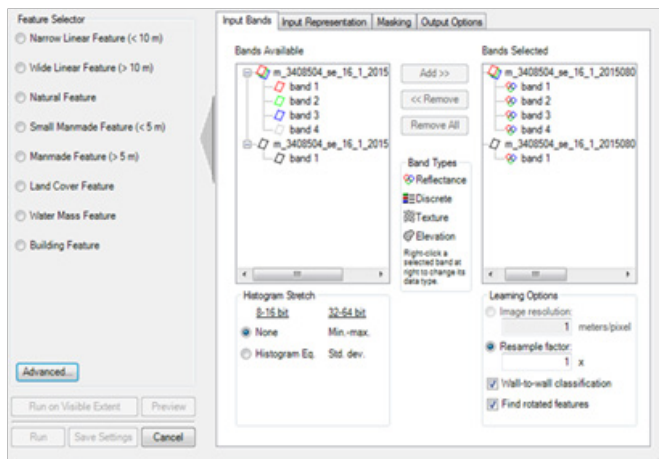 Feature Selector
Narrow Linear Feature (< 10 m)
Wide Linear Feature (> 10 m)
Natural Feature
Small Manmade Feature (< 5 m)
Manmade Feature (> 5 m)
Land Cover Feature
Water Mass Feature
Building Feature
Advanced...
Run on Visible Extent
Preview
Run
Save Settings
Cancel
Input Bands
Input Representation
Masking
Output Options
Bands Available
m_3408504_se_16_1_2015
band 1
band 2
band 3
band 4
m_3408504_se_16_1_2015
band 1
Add >>
<< Remove
Remove All
Band Types
Reflectance
Discrete
Texture
Elevation
Right-click a
selected band at
right to change its
data type.
Bands Selected
m_3408504_se_16_1_2015080
band 1
band 2
band 3
band 4
m_3408504_se_16_1_2015080
band 1
Histogram Stretch
8-16 bit
32-64 bit
None
Min.-max.
Histogram Eq.
Std. dev.
Learning Options
Image resolution:
1 meters/pixel
Resample factor:
1 x
Wall-to-wall classification
Find rotated features